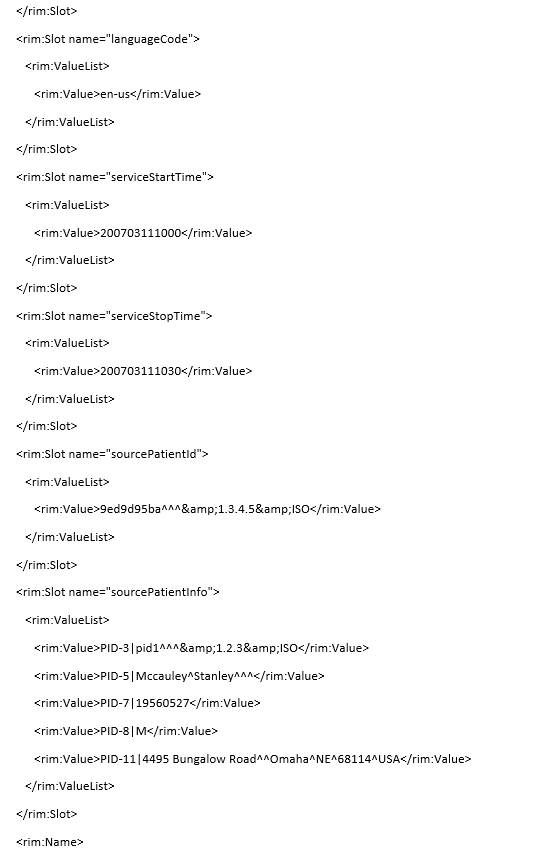 </rim:Slot>
<rim:Slot name="languageCode">
<rim:ValueList>
<rim:Value>en-us</rim:Value>
</rim:ValueList>
</rim:Slot>
<rim:Slot name="serviceStartTime">
<rim:ValueList>
<rim:Value>200703111000</rim:Value>
</rim:ValueList>
</rim:Slot>
<rim:Slot name="serviceStopTime">
<rim:ValueList>
<rim:Value>200703111030</rim:Value>
</rim:ValueList>
</rim:Slot>
<rim:Slot name="sourcePatientId">
<rim:ValueList>
<rim:Value>9ed9d95ba^^^&amp;1.3.4.5&amp;ISO</rim:Value>
</rim:ValueList>
</rim:Slot>
<rim:Slot name="sourcePatientInfo">
<rim:ValueList>
<rim:Value>PID-3|pid1^^^&amp;1.2.3&amp;ISO</rim:Value>
<rim:Value>PID-5|Mccauley^Stanley^^^</rim:Value>
<rim:Value>PID-7|19560527</rim:Value>
<rim:Value>PID-8|M</rim:Value>
<rim:Value>PID-11|4495 Bungalow Road^^Omaha^NE^68114^USA</rim:Value>
</rim:ValueList>
</rim:Slot>
<rim:Name>